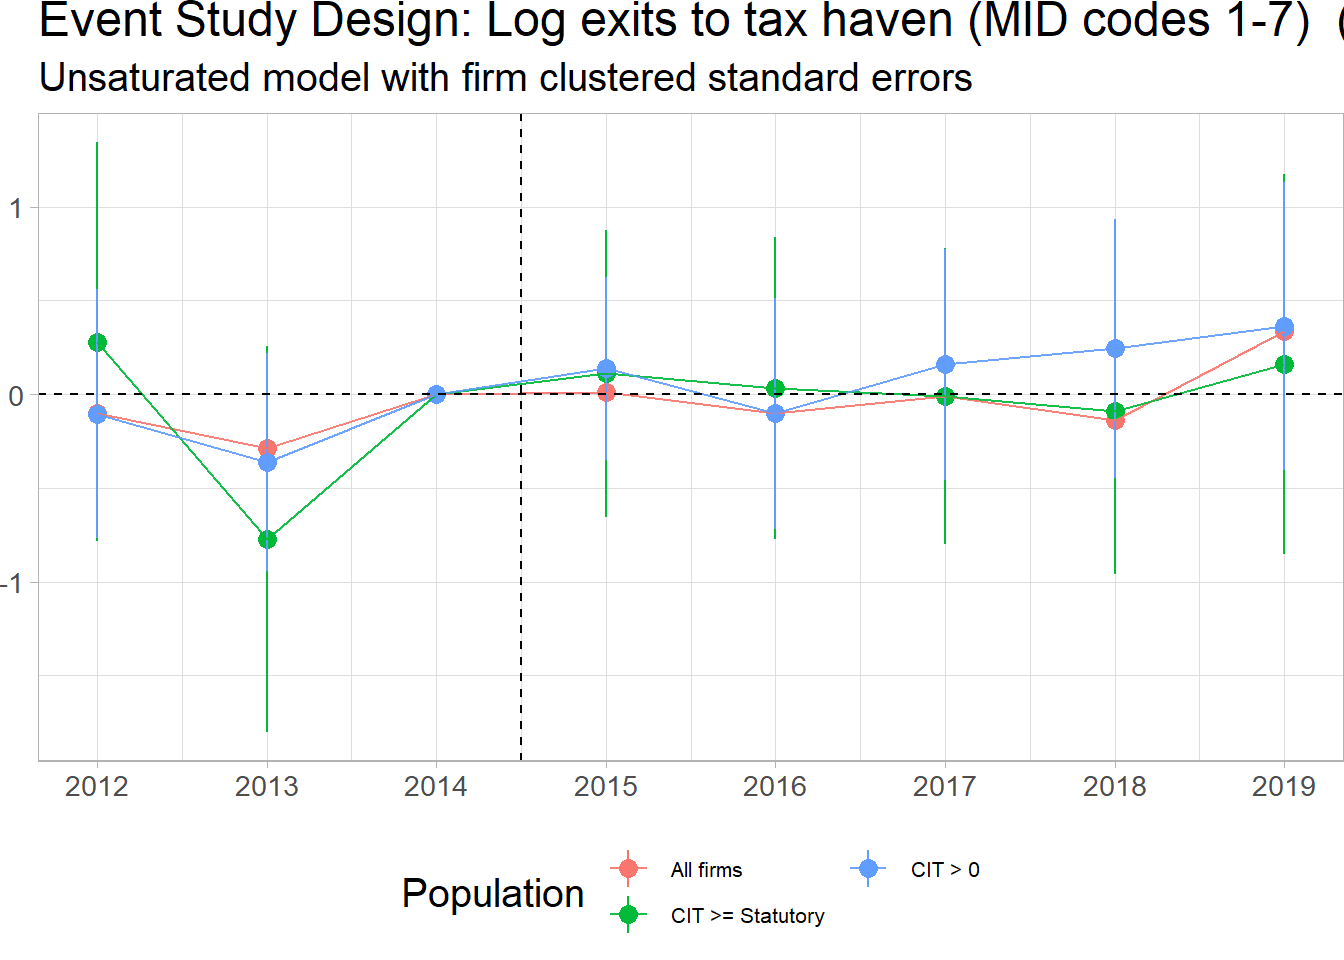 Event Study Design: Log exits to tax haven (MID codes 1-7) (
Unsaturated model with firm clustered standard errors
1
0
-1
2012 2013 2014 2015 2016 2017 2018 2019
Population
All firms
CIT > 0
CIT >= Statutory